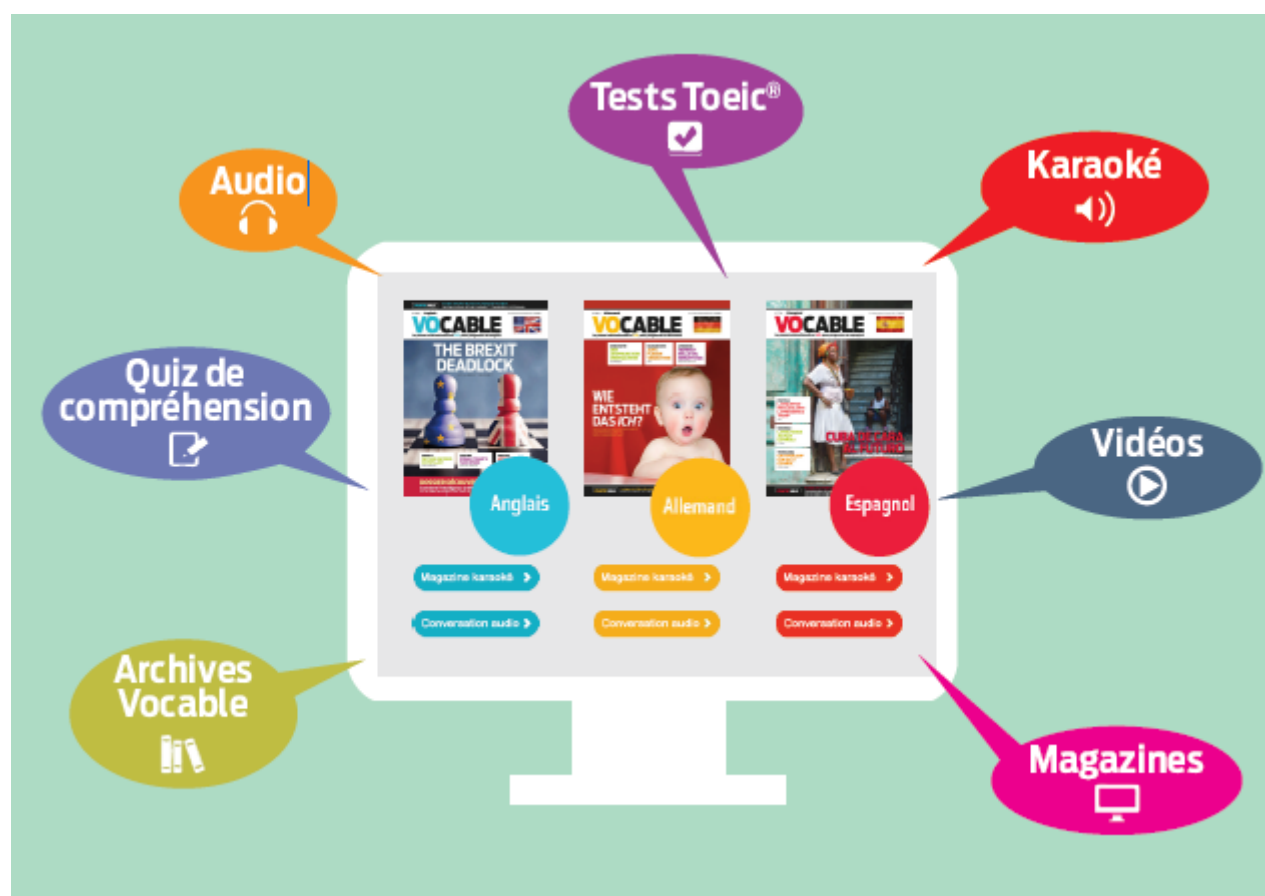 Tests Toeic®
Audio
Karaoké
Quiz de
compréhension
Vidéos
Archives
Vocable
Magazines
VOCABLE
THE BREXIT
DEADLOCK
Anglais
Magazine karaoké
Conversation audio
VOCABLE
WIE
ENTSTEHT
DAS ICH?
Allemand
Magazine karaoké
Conversation audio
VOCABLE
Espagnol
Magazine karaoké
Conversation audio